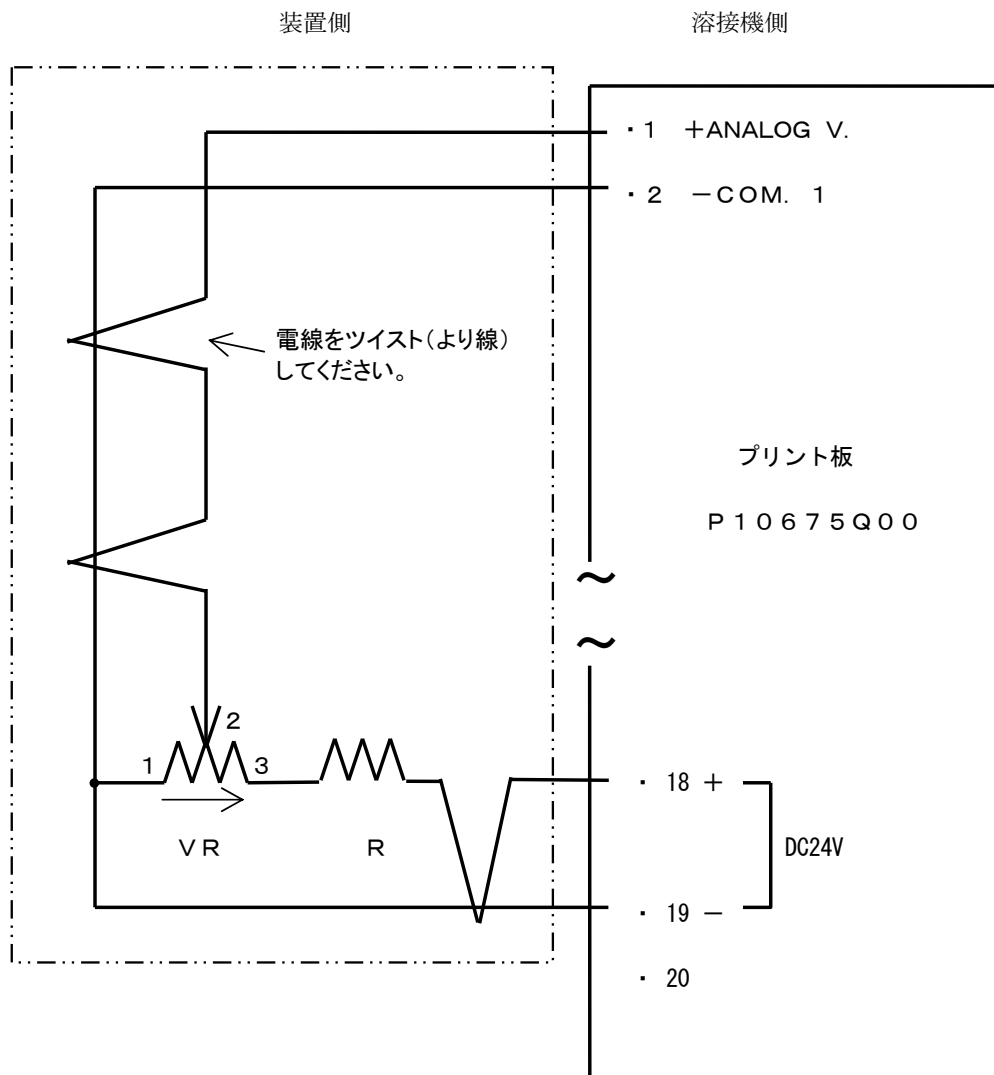 装置側
溶接機側
・1 +ANALOG V.
・2 -COM. 1
電線をツイスト(より線)
してください。
プリント板
P10675Q00
2
1
3
VR
R
・ 18 +
DC24V
・ 19 -
・ 20